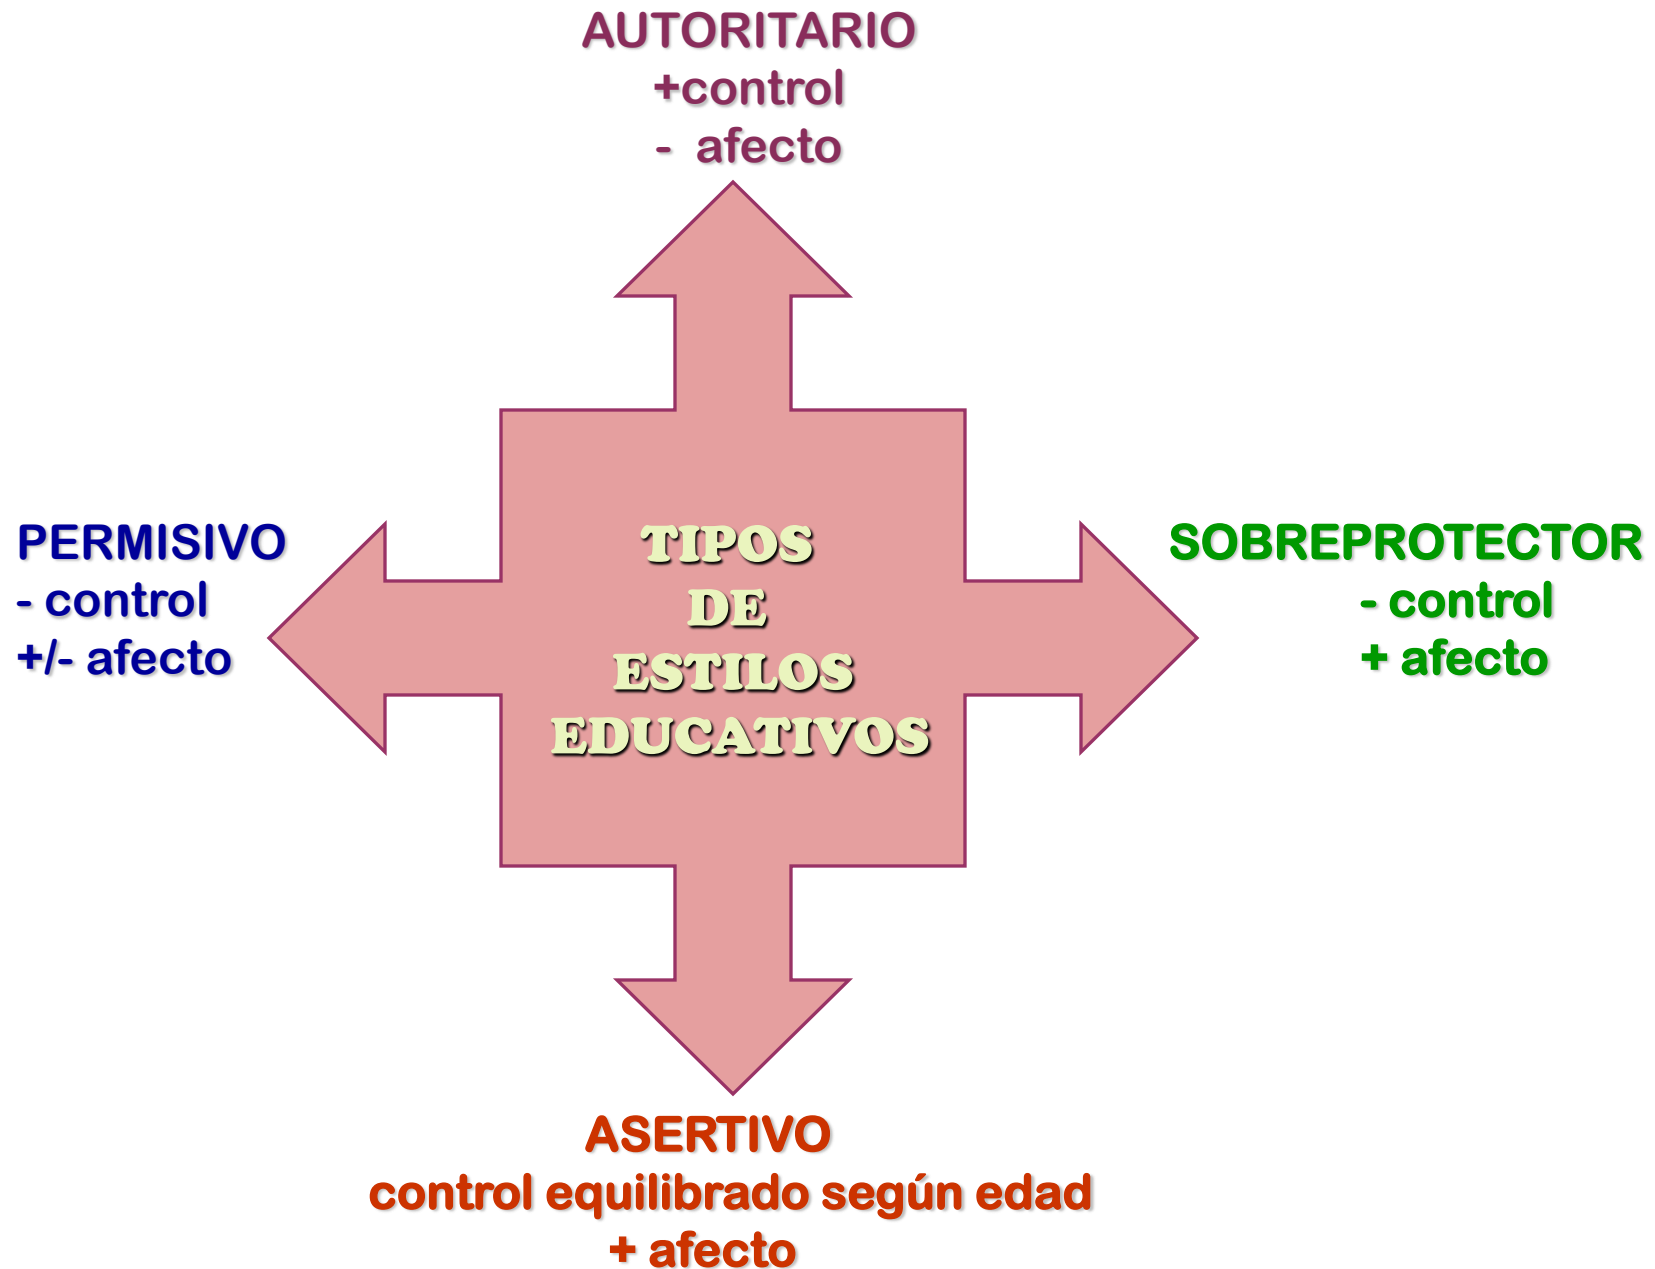 AUTORITARIO
+control
- afecto
PERMISIVO
- control
+/- afecto
TIPOS
DE
ESTILOS
EDUCATIVOS
SOBREPROTECTOR
- control
+ afecto
ASERTIVO
control equilibrado según edad
+ afecto